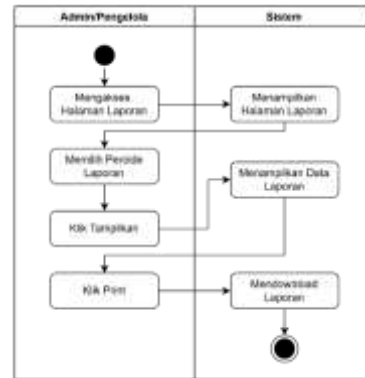 Admin/Pengelola
Sistem
Mengakses
Halaman Laporan
Menampilkan
Halaman Laporan
Memilih Periode
Laporan
Menampilkan Data
Laporan
Klik Tampilkan
Klik Print
Mendownload
Laporan